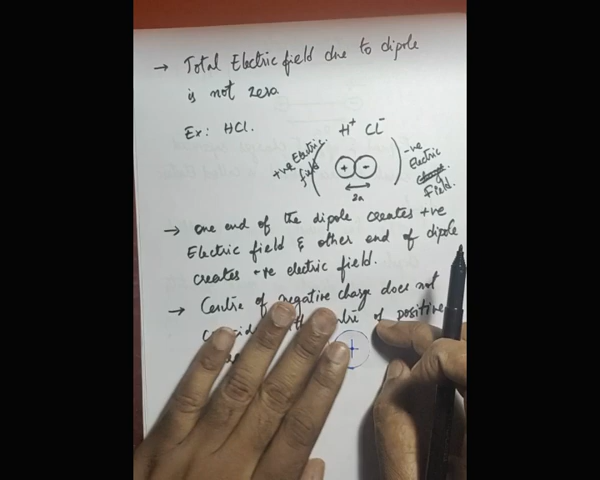 → Total Electric field due to dipole
is not zero.
Ex: HCl.
H⁺ Cl⁻
+ve Electric
field
-ve
Electric
Field.
+ -
2a
→ one end of the dipole creates +ve
Electric field & other end of dipole
creates -ve electric field.
→ Centre of negative charge does not
of positive
+